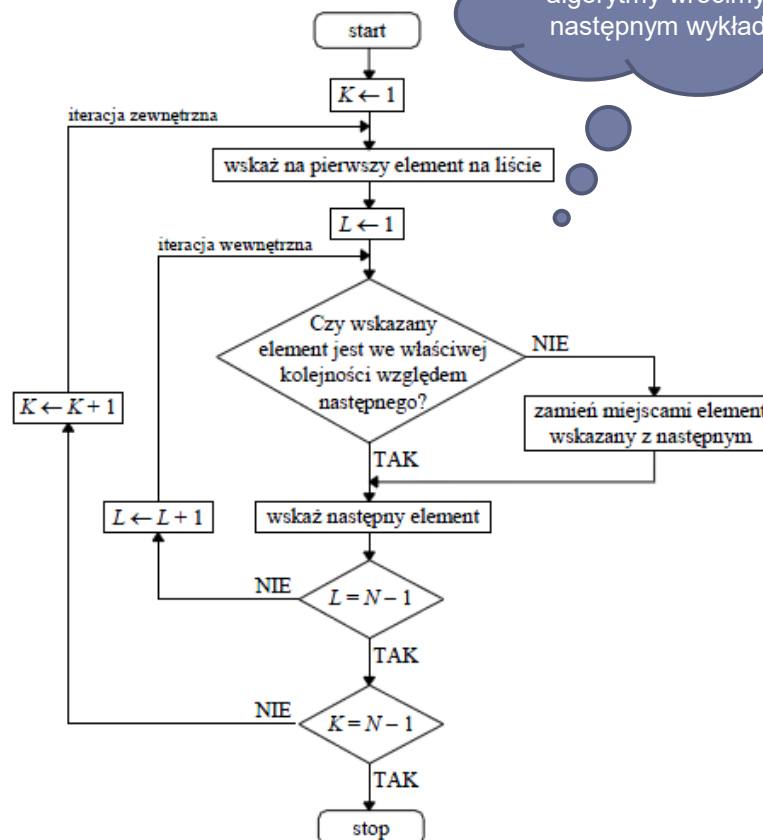 algorytmy wrócimy
następnym wykład
start
K ← 1
iteracja zewnętrzna
wskaż na pierwszy element na liście
L ← 1
iteracja wewnętrzna
Czy wskazany
element jest we właściwej
kolejności względem
następnego?
NIE
K ← K + 1
zamień miejscami element
wskazany z następnym
TAK
L ← L + 1
wskaż następny element
NIE
L = N – 1
TAK
NIE
K = N – 1
TAK
stop